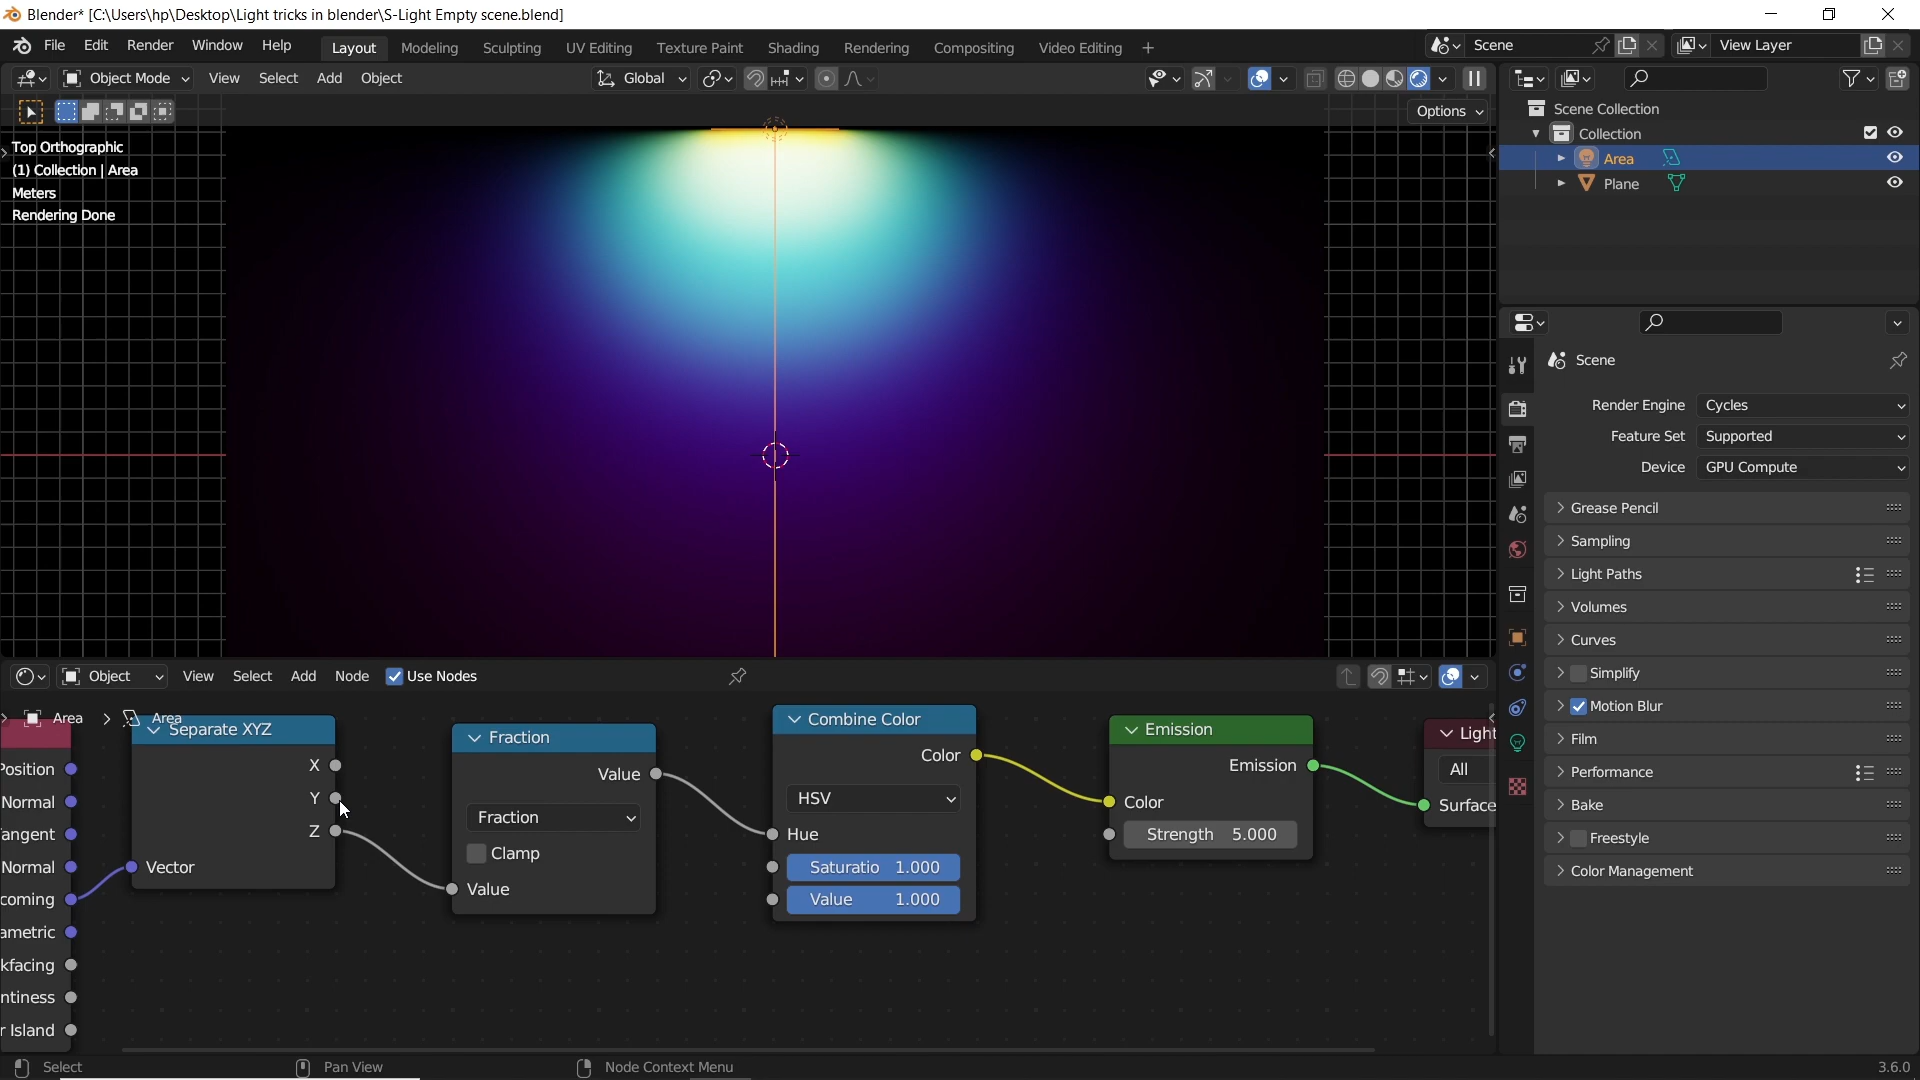 Blender* [C:\Users\hp\Desktop\Light tricks in blender\S-Light Empty scene.blend]
File Edit Render Window Help Layout Modeling Sculpting UV Editing Texture Paint Shading Rendering Compositing Video Editing + Scene View Layer
Object Mode View Select Add Object Global
Options
Top Orthographic
(1) Collection | Area
Meters
Rendering Done
Scene Collection
Collection
Area
Plane
Scene
Render Engine Cycles
Feature Set Supported
Device GPU Compute
Grease Pencil
Sampling
Light Paths
Volumes
Curves
Simplify
Motion Blur
Film
Performance
Bake
Freestyle
Color Management
Object View Select Add Node Use Nodes
Area > Area
Position
Normal
angent
Normal
coming
ametric
kfacing
ntiness
r Island
Separate XYZ
X
Y
Z
Vector
Fraction
Value
Fraction
Clamp
Value
Combine Color
Color
HSV
Hue
Saturatio 1.000
Value 1.000
Emission
Emission
Color
Strength 5.000
Light
All
Surface
Select Pan View Node Context Menu 3.6.0